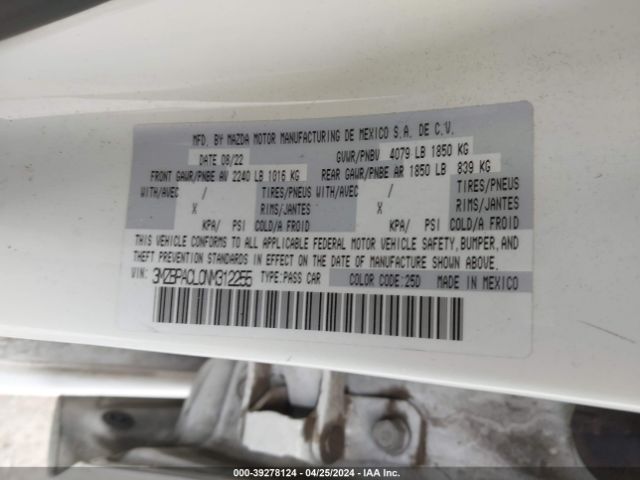 MFD. BY MAZDA MOTOR MANUFACTURING DE MEXICO S.A. DE C.V.
DATE 06/22 GVWR/PNBV 4079 LB 1850 KG
FRONT GAWR/PNBE AV 2240 LB 1016 KG REAR GAWR/PNBE AR 1850 LB 839 KG
WITH/AVEC / TIRES/PNEUS WITH/AVEC / TIRES/PNEUS
X RIMS/JANTES X RIMS/JANTES
KPA/ PSI COLD/A FROID KPA/ PSI COLD/A FROID
THIS VEHICLE CONFORMS TO ALL APPLICABLE FEDERAL MOTOR VEHICLE SAFETY, BUMPER, AND
THEFT PREVENTION STANDARDS IN EFFECT ON THE DATE OF MANUFACTURE SHOWN ABOVE.
VIN: 3MZBPACL0NM312255 TYPE:PASS CAR COLOR CODE:25D MADE IN MEXICO
000-39278124 - 04/25/2024 - IAA Inc.